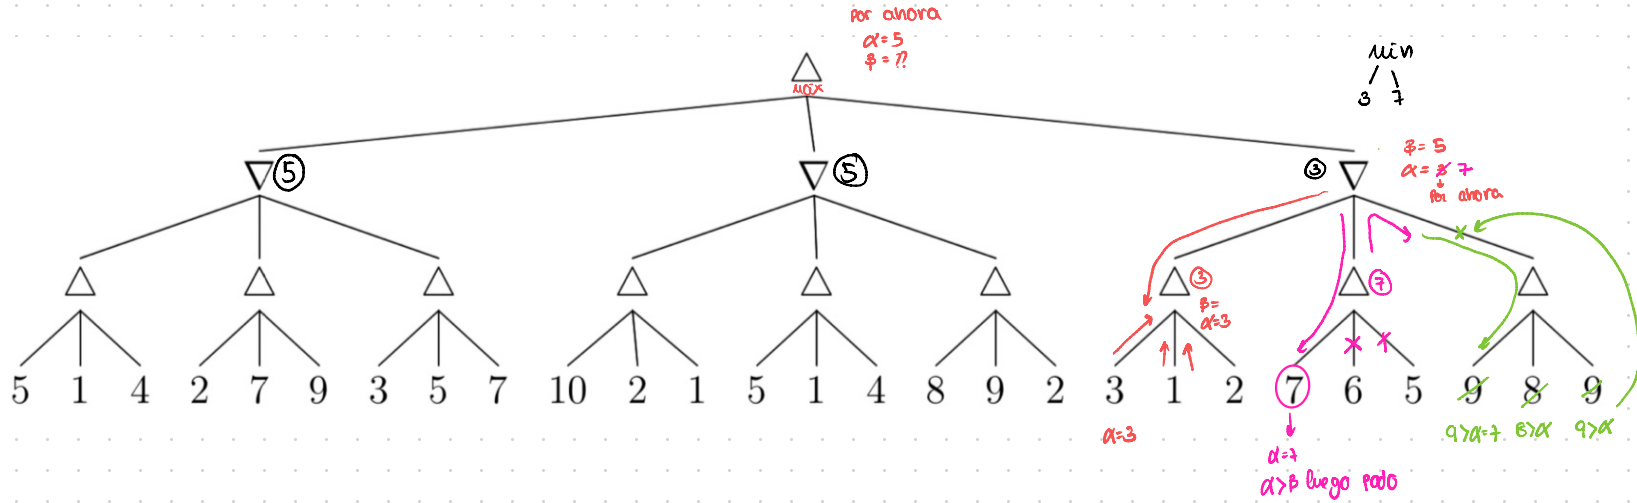 Por ahora
α=5
β=??
Max
Min
3 7
5
5
3
β=5
α=3 7
Por ahora
3
β=
α=3
7
5 1 4 2 7 9 3 5 7 10 2 1 5 1 4 8 9 2 3 1 2 7 6 5 9 8 9
α=3
9>α=7 8>α 9>α
α=7
α>β luego podo